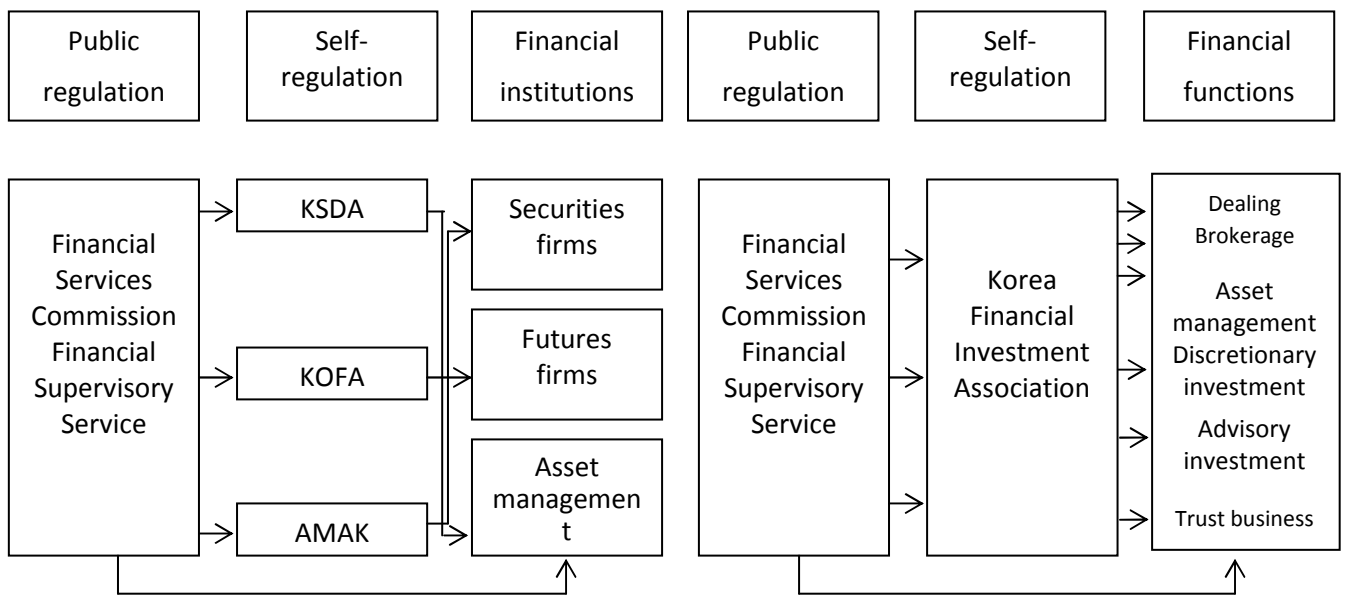 Public
regulation
Self-
regulation
Financial
institutions
Public
regulation
Self-
regulation
Financial
functions
Financial
Services
Commission
Financial
Supervisory
Service
KSDA
KOFA
AMAK
Securities
firms
Futures
firms
Asset
managemen
t
Financial
Services
Commission
Financial
Supervisory
Service
Korea
Financial
Investment
Association
Dealing
Brokerage
Asset
management
Discretionary
investment
Advisory
investment
Trust business